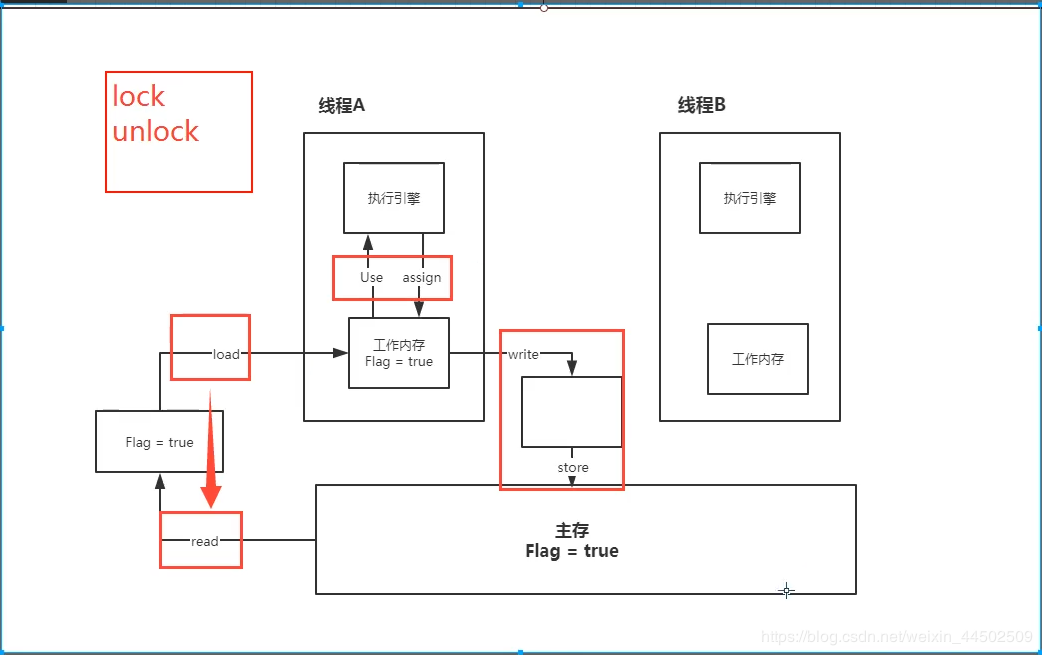 lock
unlock
线程A
线程B
执行引擎
执行引擎
Use
assign
工作内存
Flag = true
load
write
工作内存
Flag = true
store
read
主存
Flag = true
https://blog.csdn.net/weixin_44502509